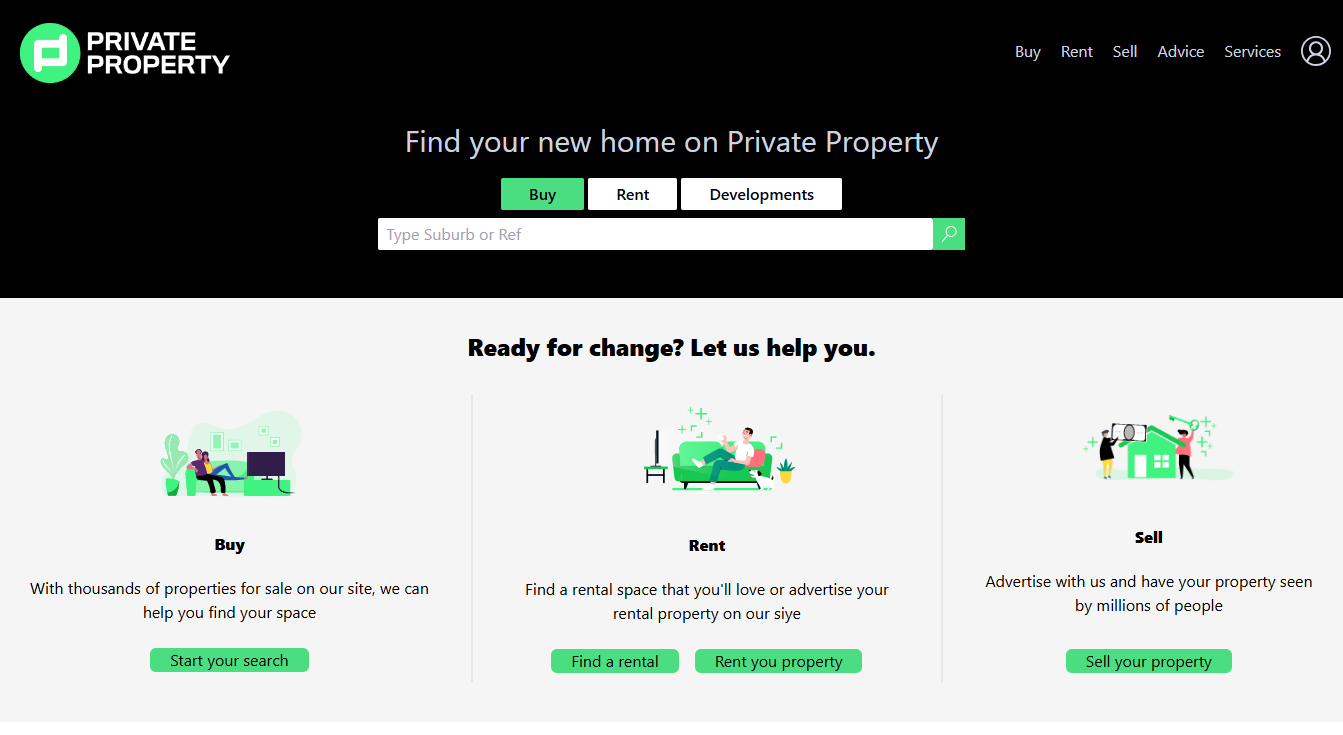 PRIVATE
PROPERTY
Buy Rent Sell Advice Services
Find your new home on Private Property
Buy Rent Developments
Type Suburb or Ref
Ready for change? Let us help you.
Buy
With thousands of properties for sale on our site, we can
help you find your space
Start your search
Rent
Find a rental space that you'll love or advertise your
rental property on our siye
Find a rental Rent you property
Sell
Advertise with us and have your property seen
by millions of people
Sell your property